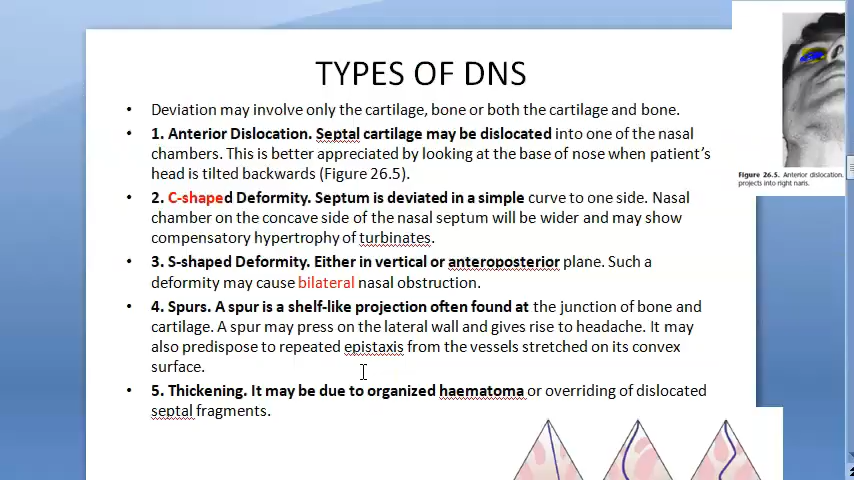 TYPES OF DNS
• Deviation may involve only the cartilage, bone or both the cartilage and bone.
• 1. Anterior Dislocation. Septal cartilage may be dislocated into one of the nasal
chambers. This is better appreciated by looking at the base of nose when patient's
head is tilted backwards (Figure 26.5).
• 2. C-shaped Deformity. Septum is deviated in a simple curve to one side. Nasal
chamber on the concave side of the nasal septum will be wider and may show
compensatory hypertrophy of turbinates.
• 3. S-shaped Deformity. Either in vertical or anteroposterior plane. Such a
deformity may cause bilateral nasal obstruction.
• 4. Spurs. A spur is a shelf-like projection often found at the junction of bone and
cartilage. A spur may press on the lateral wall and gives rise to headache. It may
also predispose to repeated epistaxis from the vessels stretched on its convex
surface.
• 5. Thickening. It may be due to organized haematoma or overriding of dislocated
septal fragments.
Figure 26.5. Anterior dislocation.
projects into right naris.